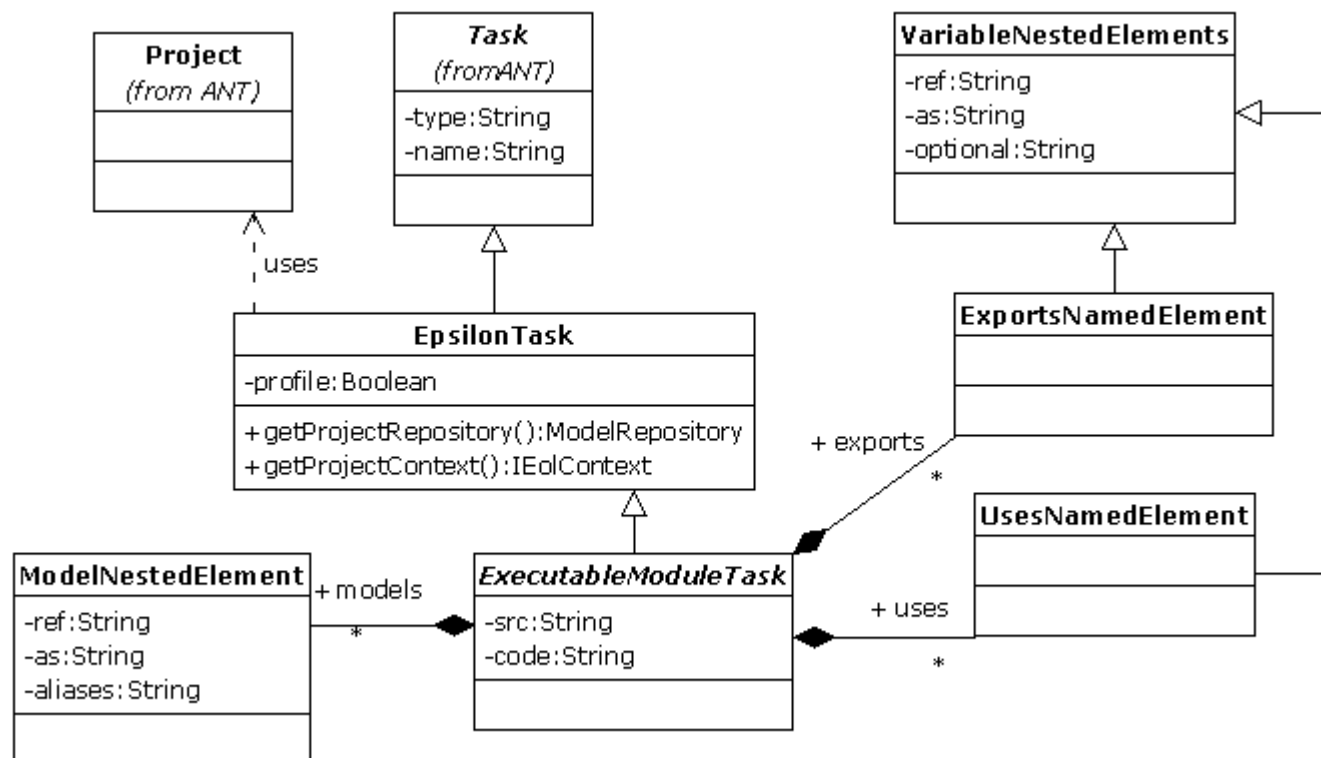 Project
(from ANT)
Task
(fromANT)
-type:String
-name:String
VariableNestedElements
-ref:String
-as:String
-optional:String
uses
EpsilonTask
-profile:Boolean
+getProjectRepository():ModelRepository
+getProjectContext():IEolContext
ExportsNamedElement
+ exports
*
UsesNamedElement
+ uses
*
ModelNestedElement
-ref:String
-as:String
-aliases:String
+ models
*
ExecutableModuleTask
-src:String
-code:String